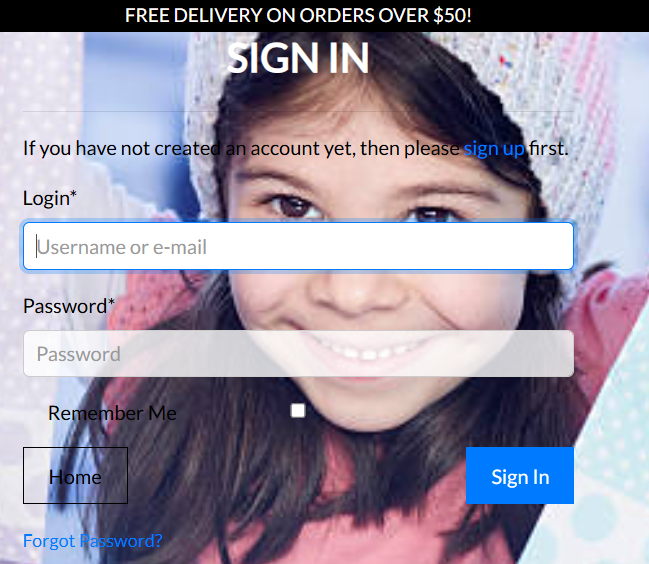 FREE DELIVERY ON ORDERS OVER $50!
SIGN IN
If you have not created an account yet, then please sign up first.
Login*
Username or e-mail
Password*
Password
Remember Me
Home
Sign In
Forgot Password?